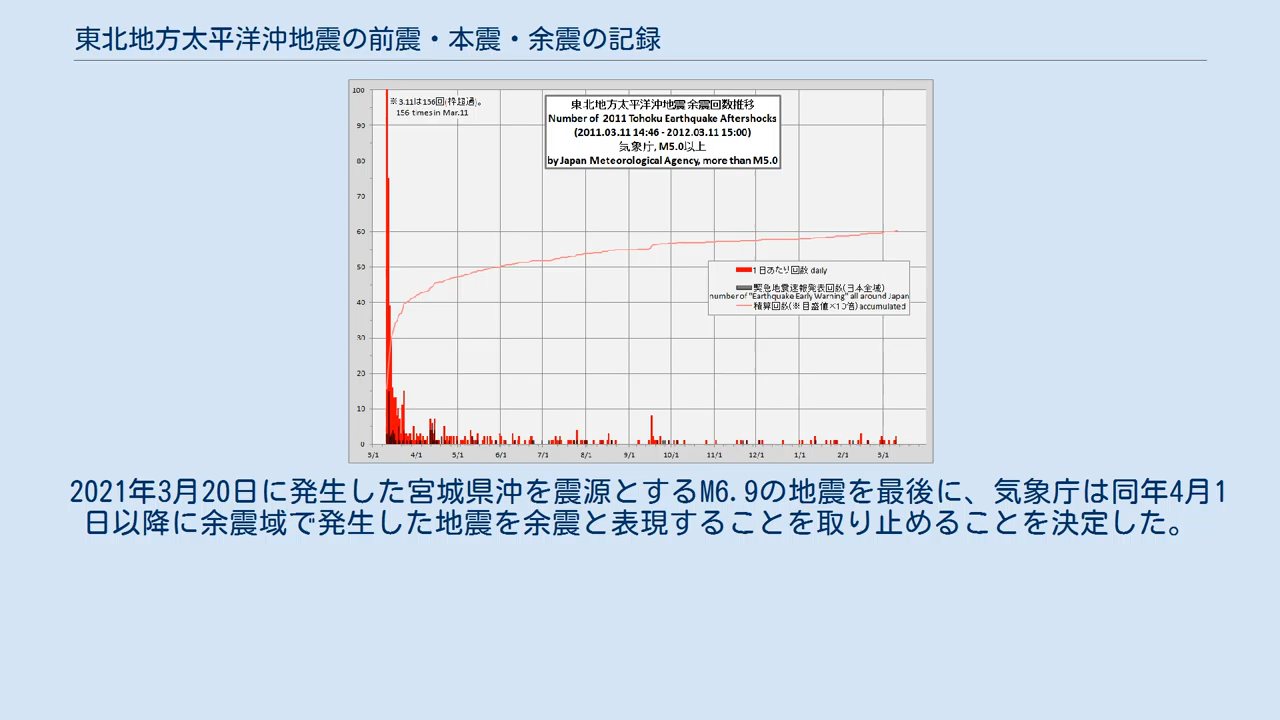 東北地方太平洋沖地震の前震・本震・余震の記録
※3.11は156回(枠超過)。
156 times in Mar.11
東北地方太平洋沖地震 余震回数推移
Number of 2011 Tohoku Earthquake Aftershocks
(2011.03.11 14:46 - 2012.03.11 15:00)
気象庁, M5.0以上
by Japan Meteorological Agency, more than M5.0
100
90
80
70
60
50
40
30
20
10
0
1日あたり回数 daily
緊急地震速報発表回数(日本全域)
number of "Earthquake Early Warning" all around Japan
積算回数(※目盛値×10倍) accumulated
3/1 4/1 5/1 6/1 7/1 8/1 9/1 10/1 11/1 12/1 1/1 2/1 3/1
2021年3月20日に発生した宮城県沖を震源とするM6.9の地震を最後に、気象庁は同年4月1
日以降に余震域で発生した地震を余震と表現することを取り止めることを決定した。